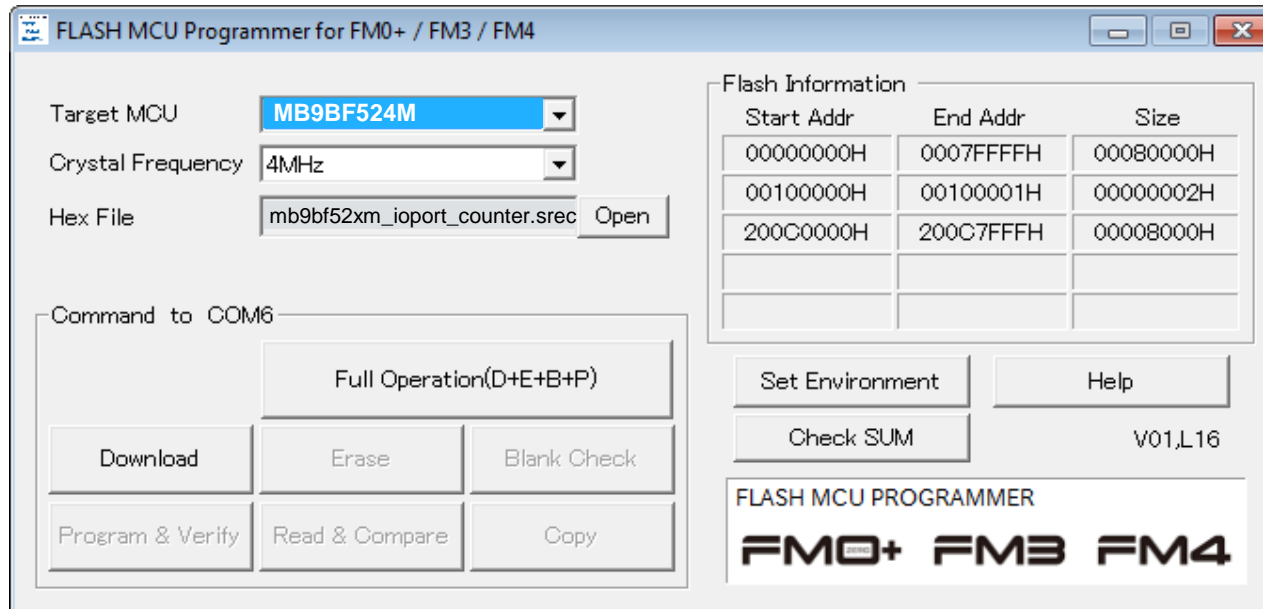 FLASH MCU Programmer for FM0+ / FM3 / FM4
Target MCU MB9BF524M
Crystal Frequency 4MHz
Hex File mb9bf52xm_ioport_counter.srec Open
Flash Information
Start Addr End Addr Size
00000000H 0007FFFFH 00080000H
00100000H 00100001H 00000002H
200C0000H 200C7FFFH 00008000H
Command to COM6
Full Operation(D+E+B+P)
Download Erase Blank Check
Program & Verify Read & Compare Copy
Set Environment Help
Check SUM V01,L16
FLASH MCU PROGRAMMER
FM0+ FM3 FM4